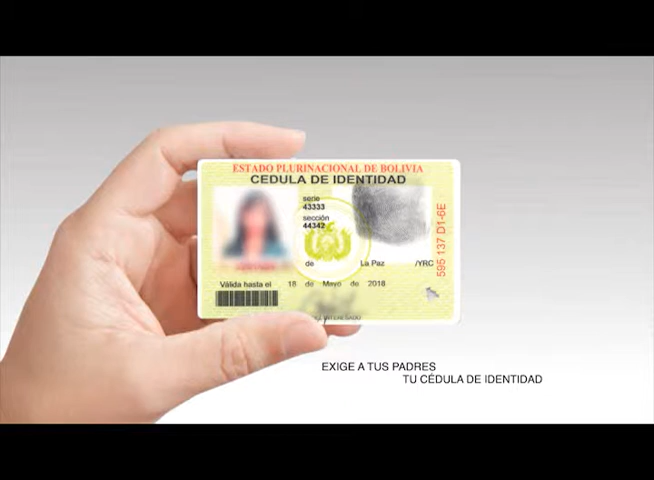 ESTADO PLURINACIONAL DE BOLIVIA
CEDULA DE IDENTIDAD
serie
43333
sección
44342
de La Paz /YRC
Válida hasta el 18 de Mayo de 2018
INTERESADO
595 137 D1-6E
EXIGE A TUS PADRES
TU CÉDULA DE IDENTIDAD